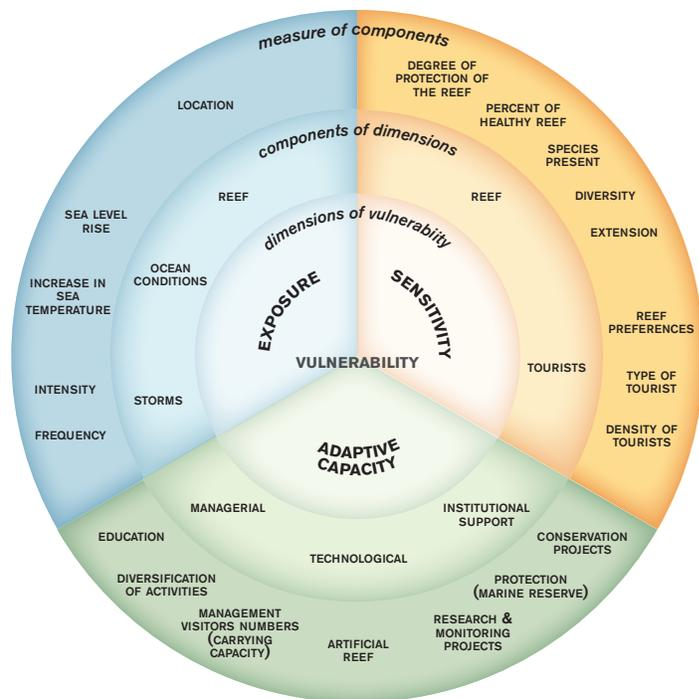 measure of components
LOCATION
SEA LEVEL
RISE
INCREASE IN
SEA
TEMPERATURE
INTENSITY
FREQUENCY
DEGREE OF
PROTECTION OF
THE REEF
PERCENT OF
HEALTHY REEF
SPECIES
PRESENT
DIVERSITY
EXTENSION
REEF
PREFERENCES
TYPE OF
TOURIST
DENSITY OF
TOURISTS
components of dimensions
REEF
OCEAN
CONDITIONS
STORMS
REEF
TOURISTS
dimensions of vulnerabiity
EXPOSURE
SENSITIVITY
VULNERABILITY
ADAPTIVE
CAPACITY
MANAGERIAL
TECHNOLOGICAL
INSTITUTIONAL
SUPPORT
EDUCATION
DIVERSIFICATION
OF ACTIVITIES
MANAGEMENT
VISITORS NUMBERS
(CARRYING
CAPACITY)
ARTIFICIAL
REEF
RESEARCH &
MONITORING
PROJECTS
PROTECTION
(MARINE RESERVE)
CONSERVATION
PROJECTS